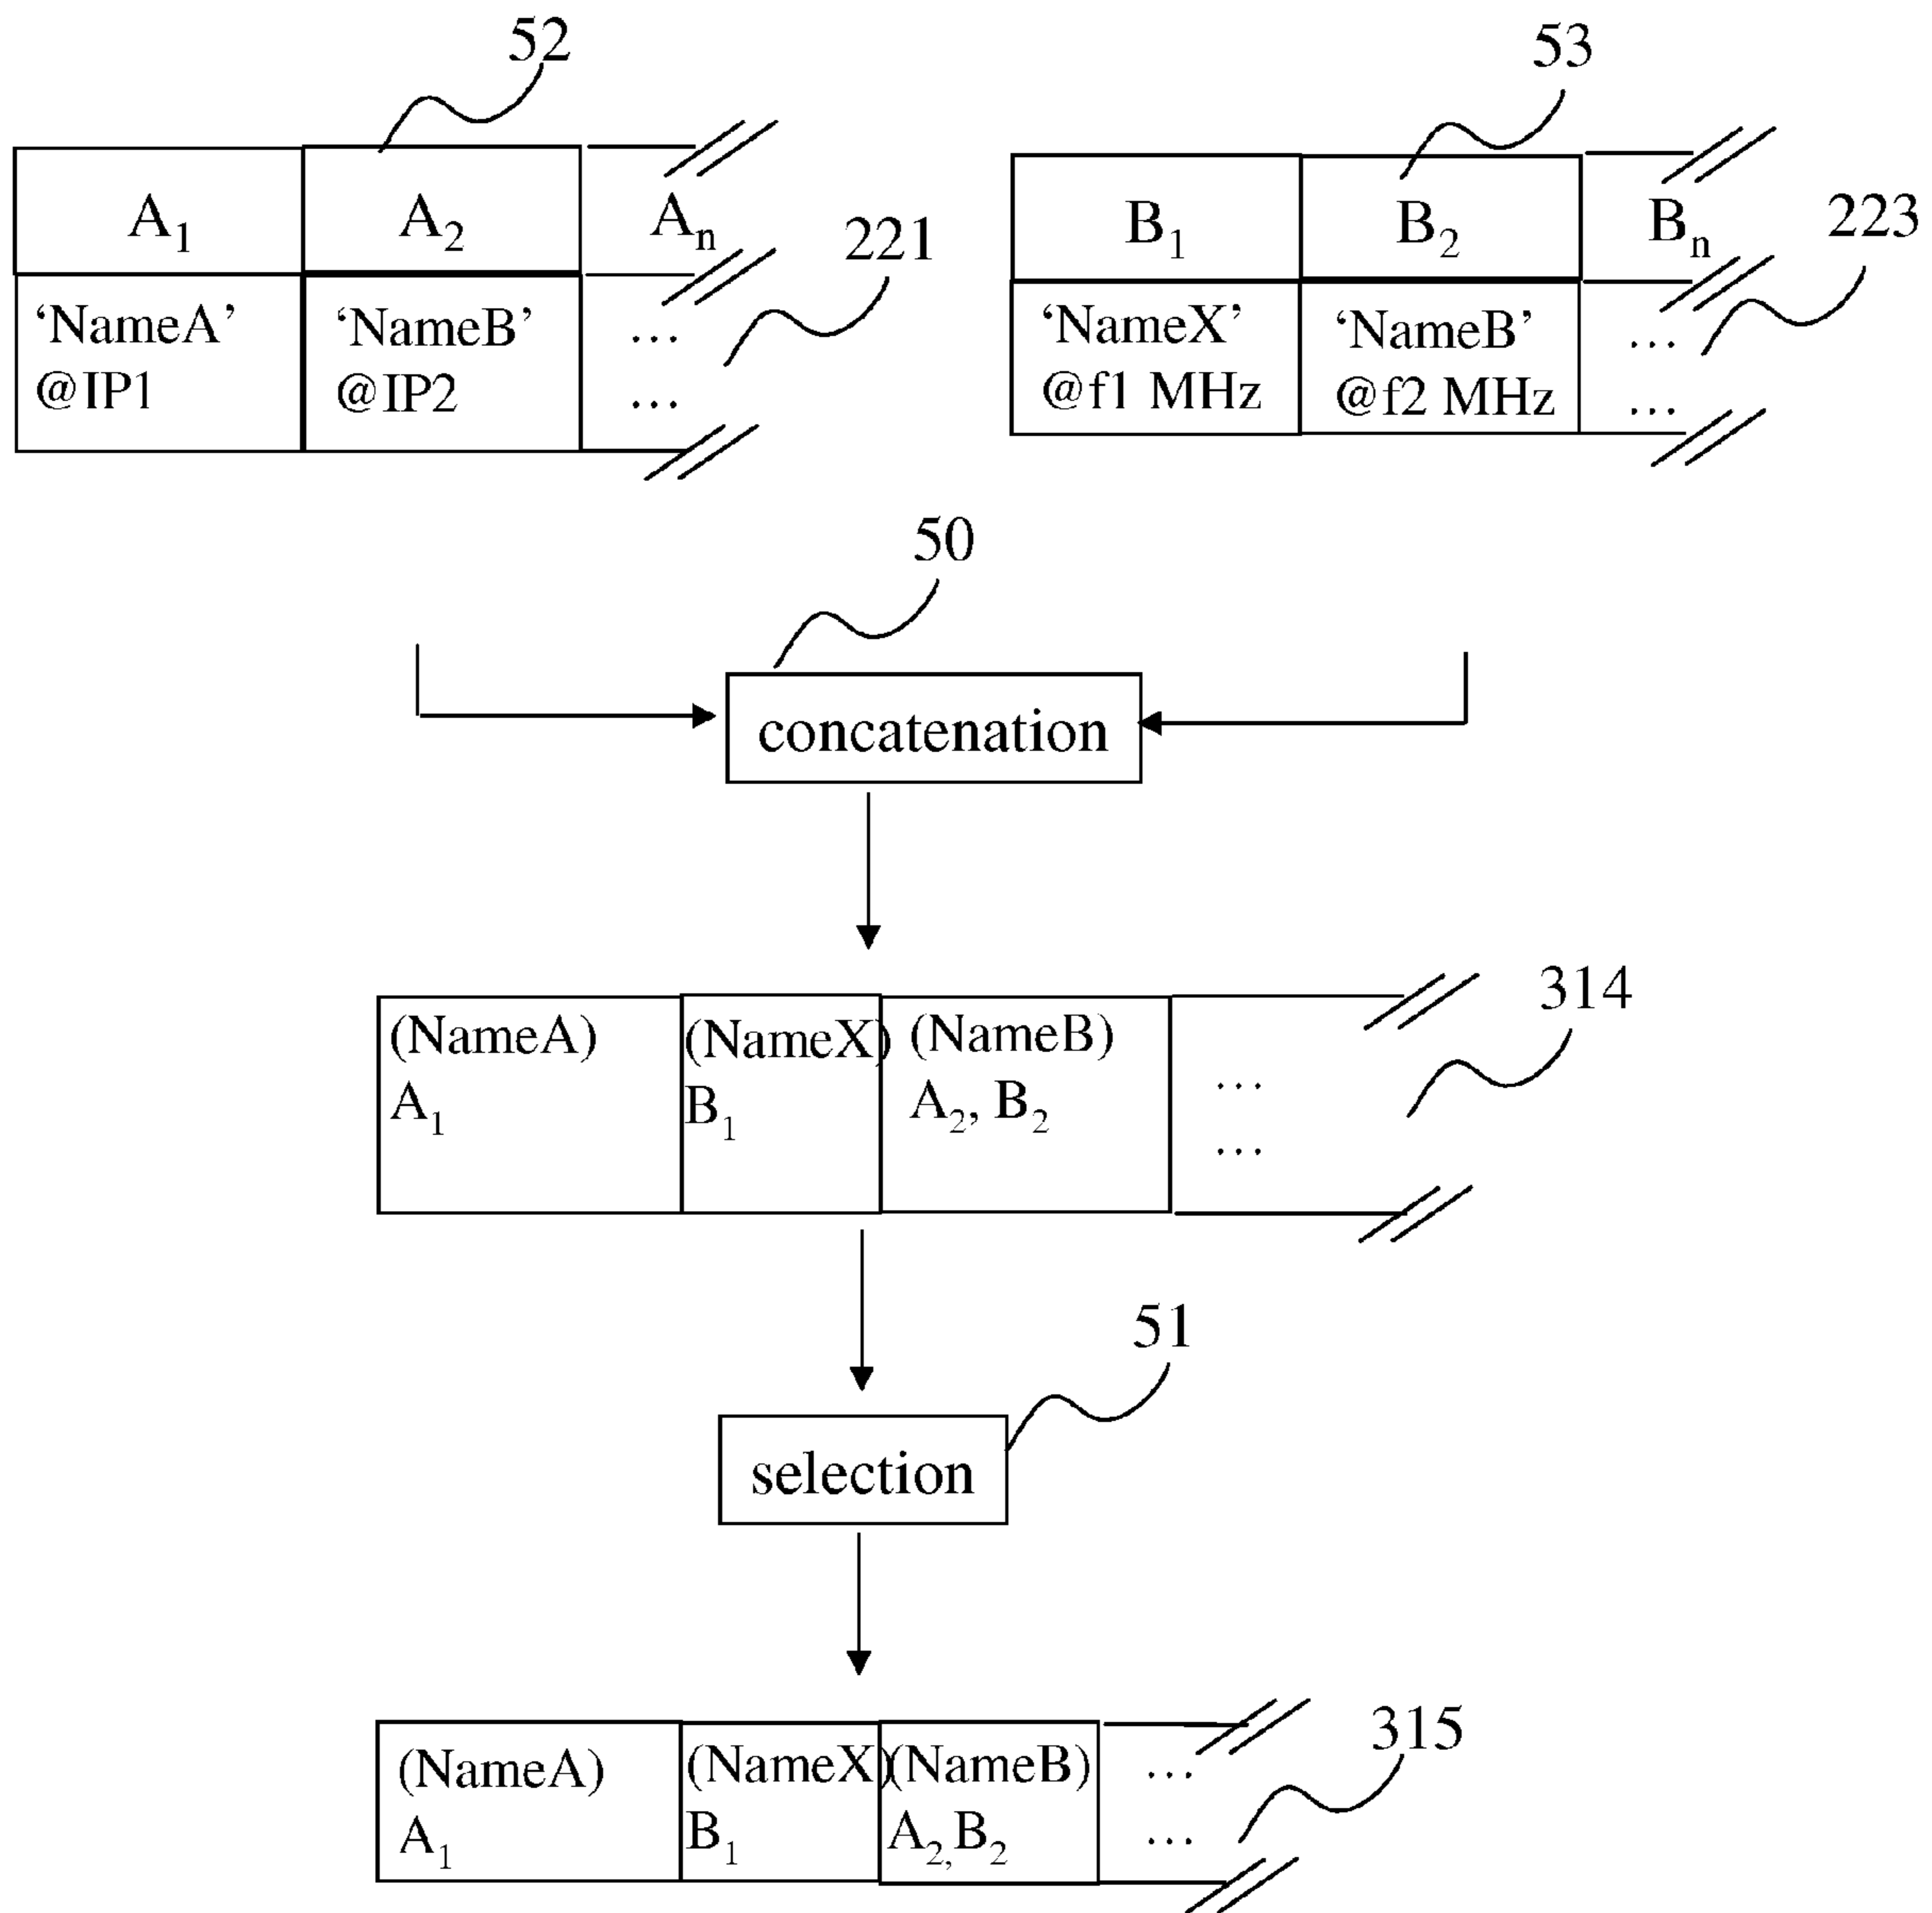 52
53
A1 A2 An
221
B1 B2 Bn
223
‘NameA’ ‘NameB’ ...
@IP1 @IP2 ...
‘NameX’ ‘NameB’ ...
@f1 MHz @f2 MHz ...
50
concatenation
314
(NameA) (NameX) (NameB) ...
A1 B1 A2, B2 ...
51
selection
315
(NameA) (NameX) (NameB) ...
A1 B1 A2, B2 ...